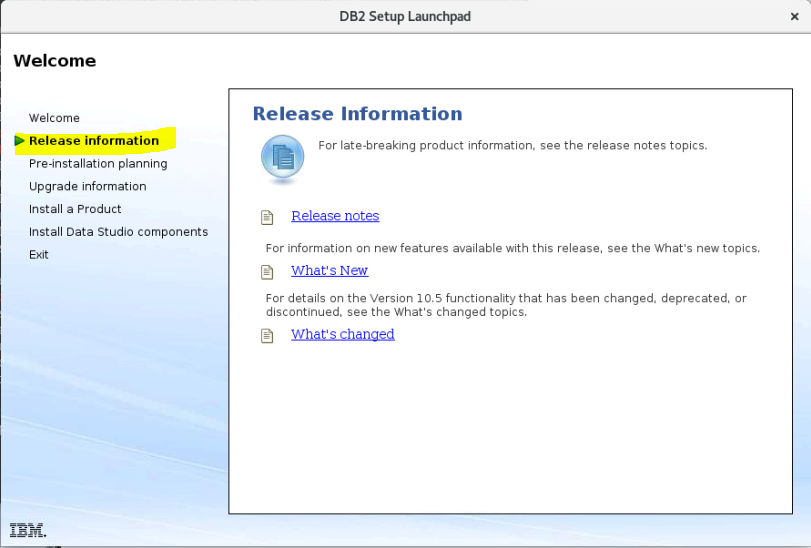 DB2 Setup Launchpad
Welcome
Welcome
Release information
Pre-installation planning
Upgrade information
Install a Product
Install Data Studio components
Exit
Release Information
For late-breaking product information, see the release notes topics.
Release notes
For information on new features available with this release, see the What's new topics.
What's New
For details on the Version 10.5 functionality that has been changed, deprecated, or
discontinued, see the What's changed topics.
What's changed
IBM.